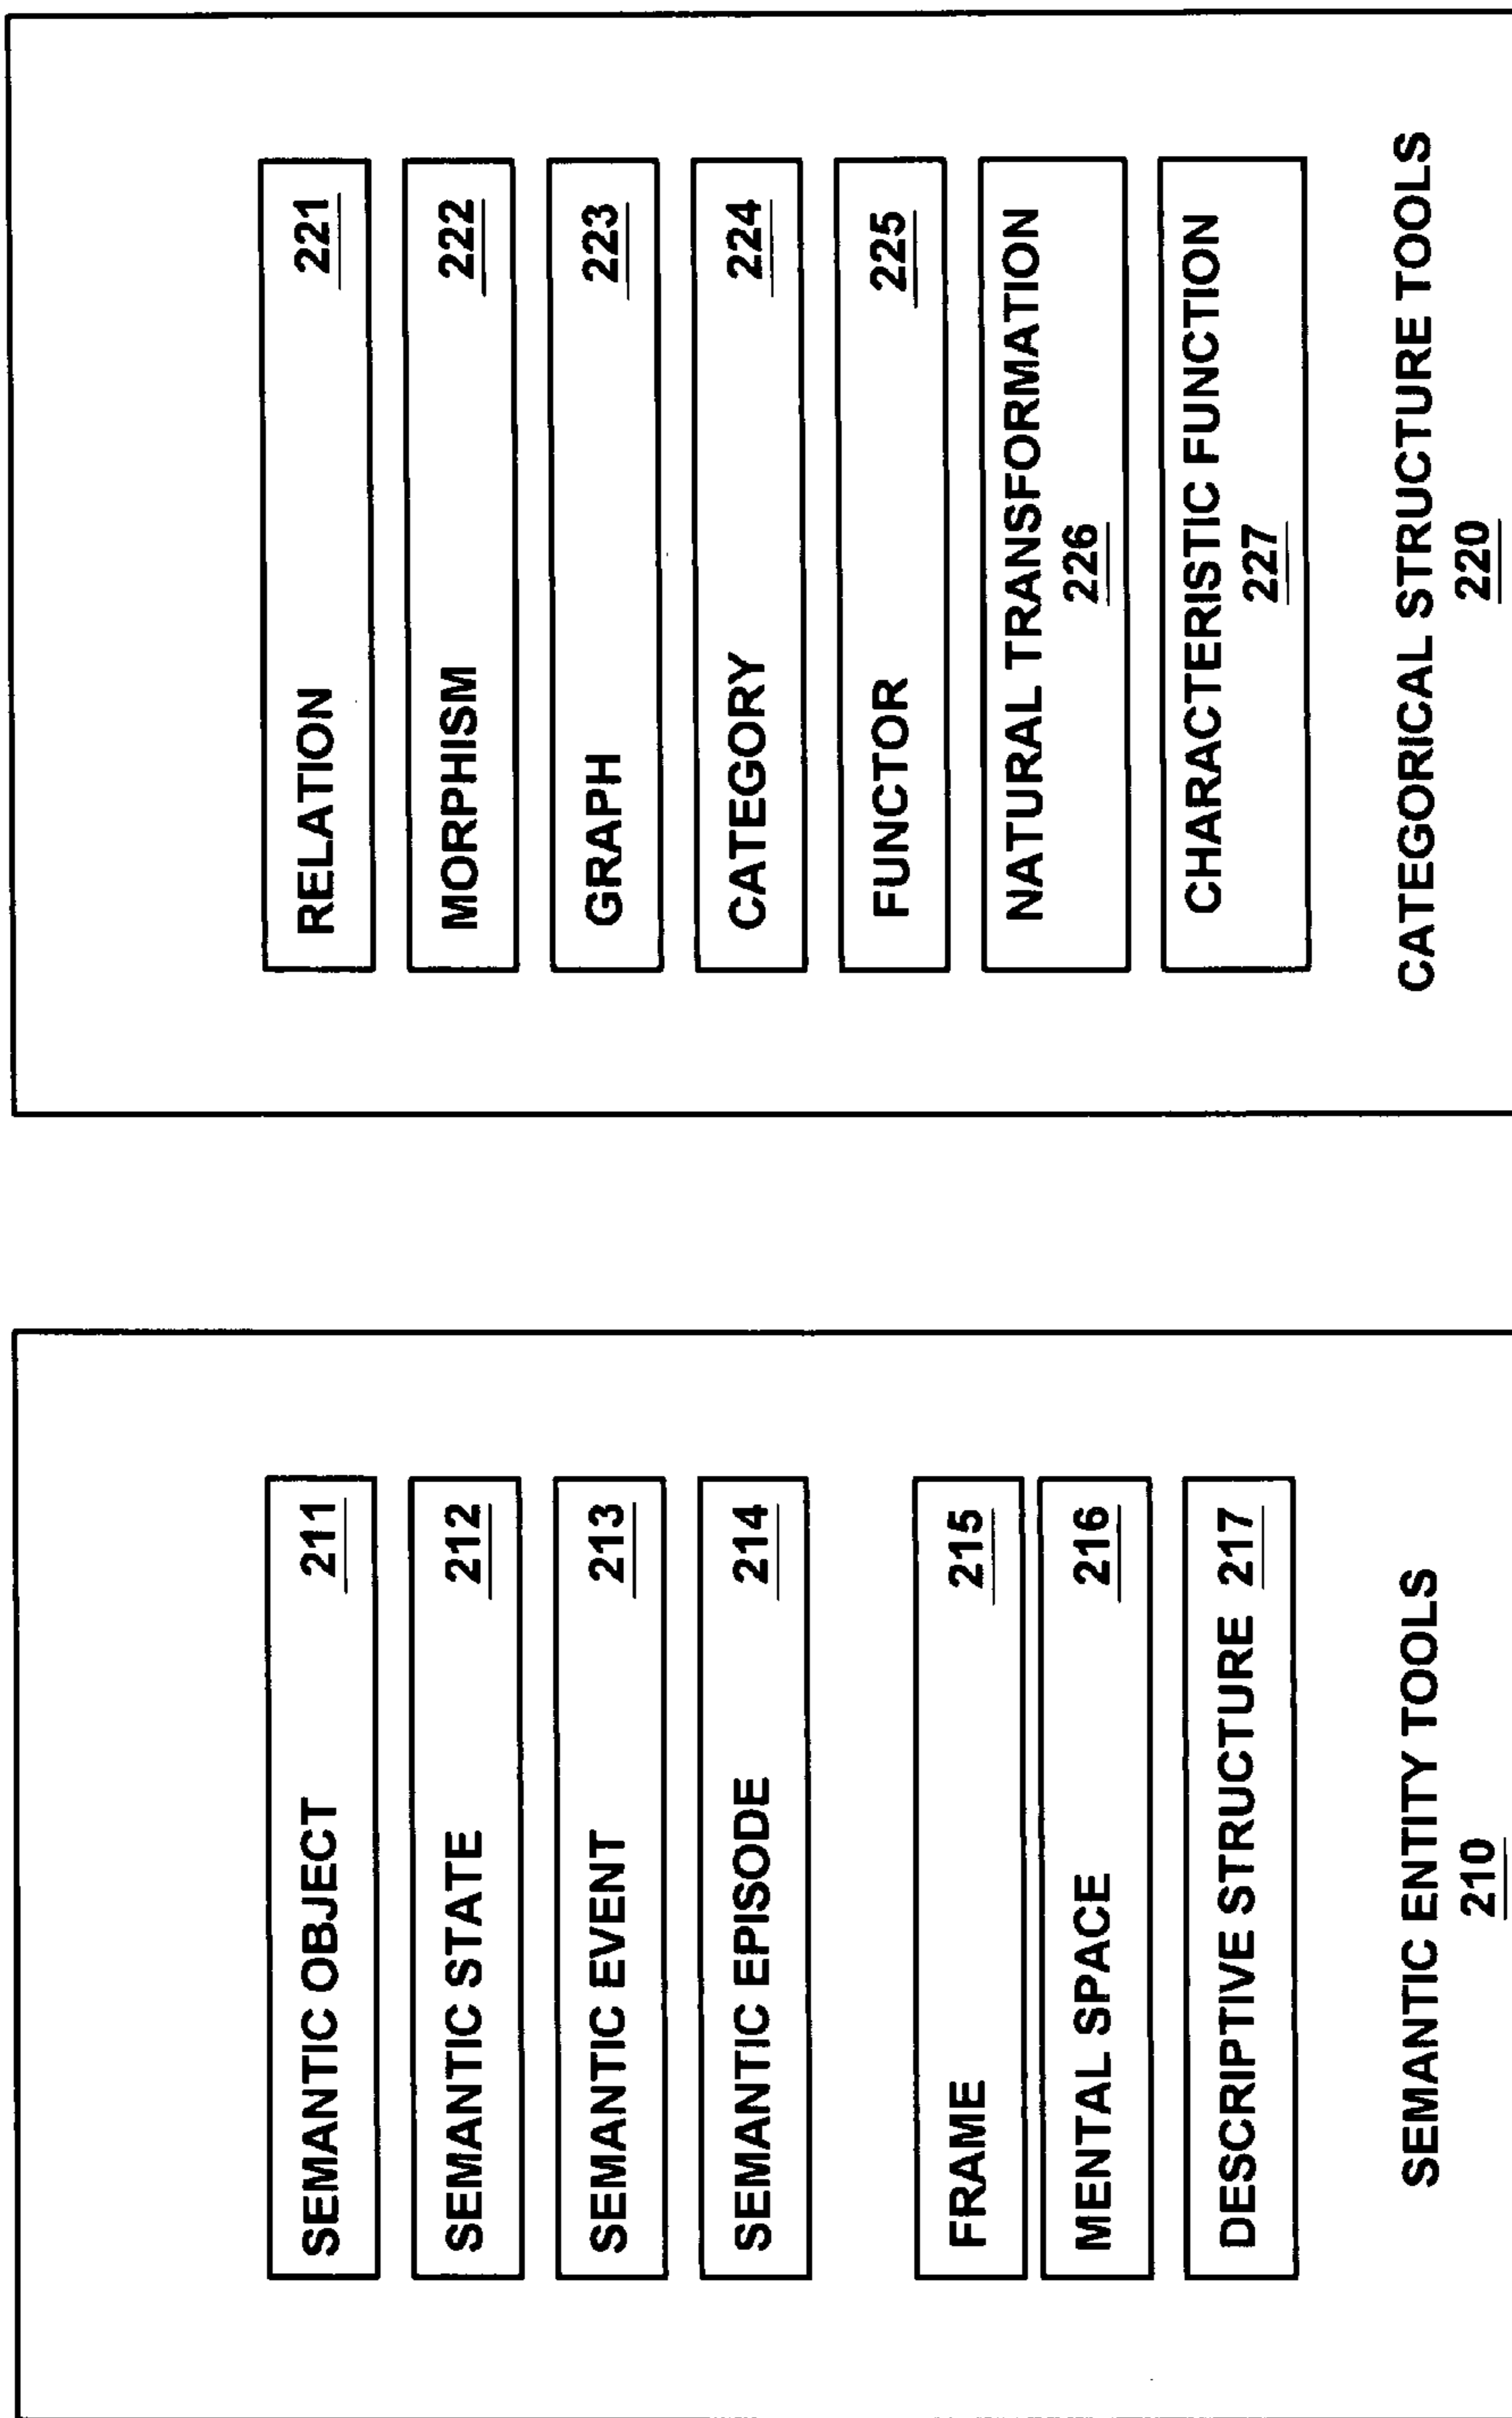 SEMANTIC OBJECT 211
SEMANTIC STATE 212
SEMANTIC EVENT 213
SEMANTIC EPISODE 214
FRAME 215
MENTAL SPACE 216
DESCRIPTIVE STRUCTURE 217
SEMANTIC ENTITY TOOLS
210
RELATION 221
MORPHISM 222
GRAPH 223
CATEGORY 224
FUNCTOR 225
NATURAL TRANSFORMATION
226
CHARACTERISTIC FUNCTION
227
CATEGORICAL STRUCTURE TOOLS
220